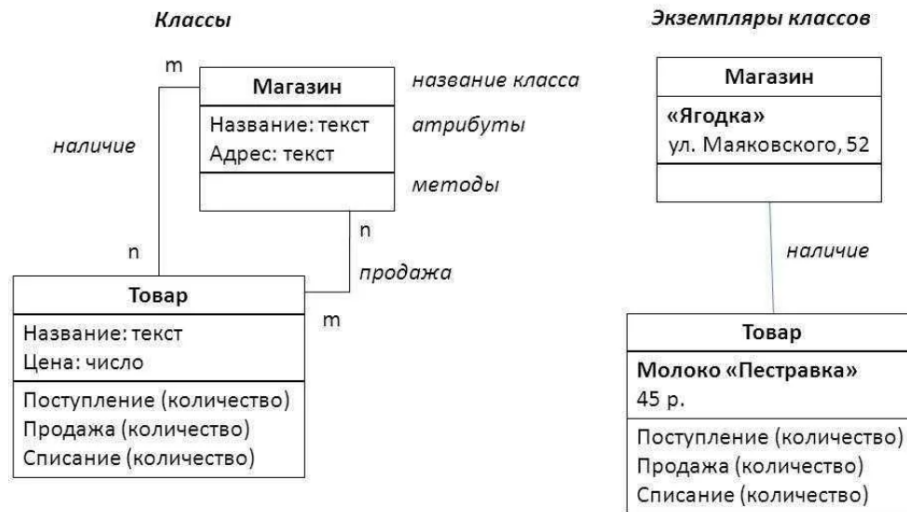 Классы
m
Магазин
название класса
Название: текст
Адрес: текст
атрибуты
наличие
методы
n
n
продажа
Товар
m
Название: текст
Цена: число
Поступление (количество)
Продажа (количество)
Списание (количество)
Экземпляры классов
Магазин
«Ягодка»
ул. Маяковского, 52
наличие
Товар
Молоко «Пестравка»
45 р.
Поступление (количество)
Продажа (количество)
Списание (количество)